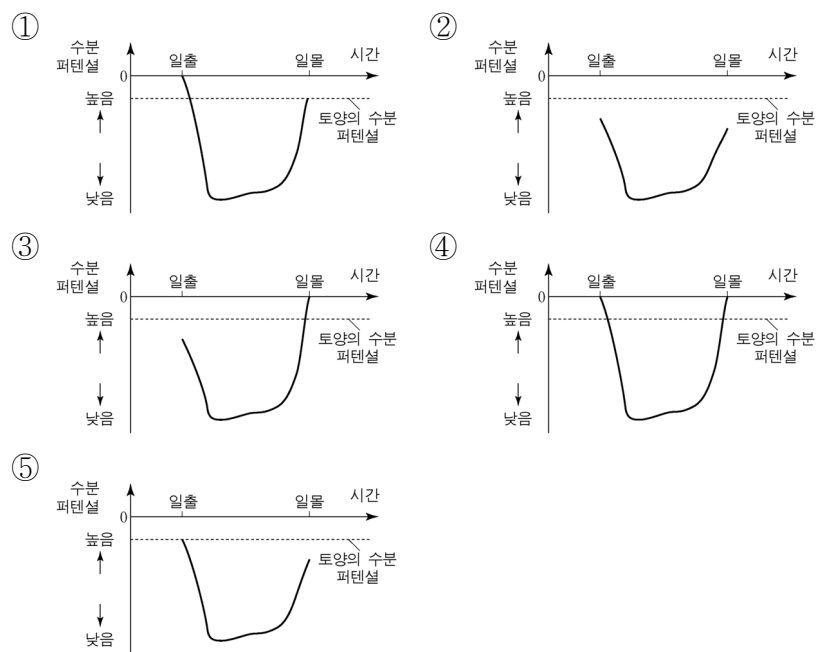 ①
수분
퍼텐셜
0
일출
일몰
시간
높음
토양의 수분
퍼텐셜
낮음
②
수분
퍼텐셜
0
일출
일몰
시간
높음
토양의 수분
퍼텐셜
낮음
③
수분
퍼텐셜
0
일출
일몰
시간
높음
토양의 수분
퍼텐셜
낮음
④
수분
퍼텐셜
0
일출
일몰
시간
높음
토양의 수분
퍼텐셜
낮음
⑤
수분
퍼텐셜
0
일출
일몰
시간
높음
토양의 수분
퍼텐셜
낮음